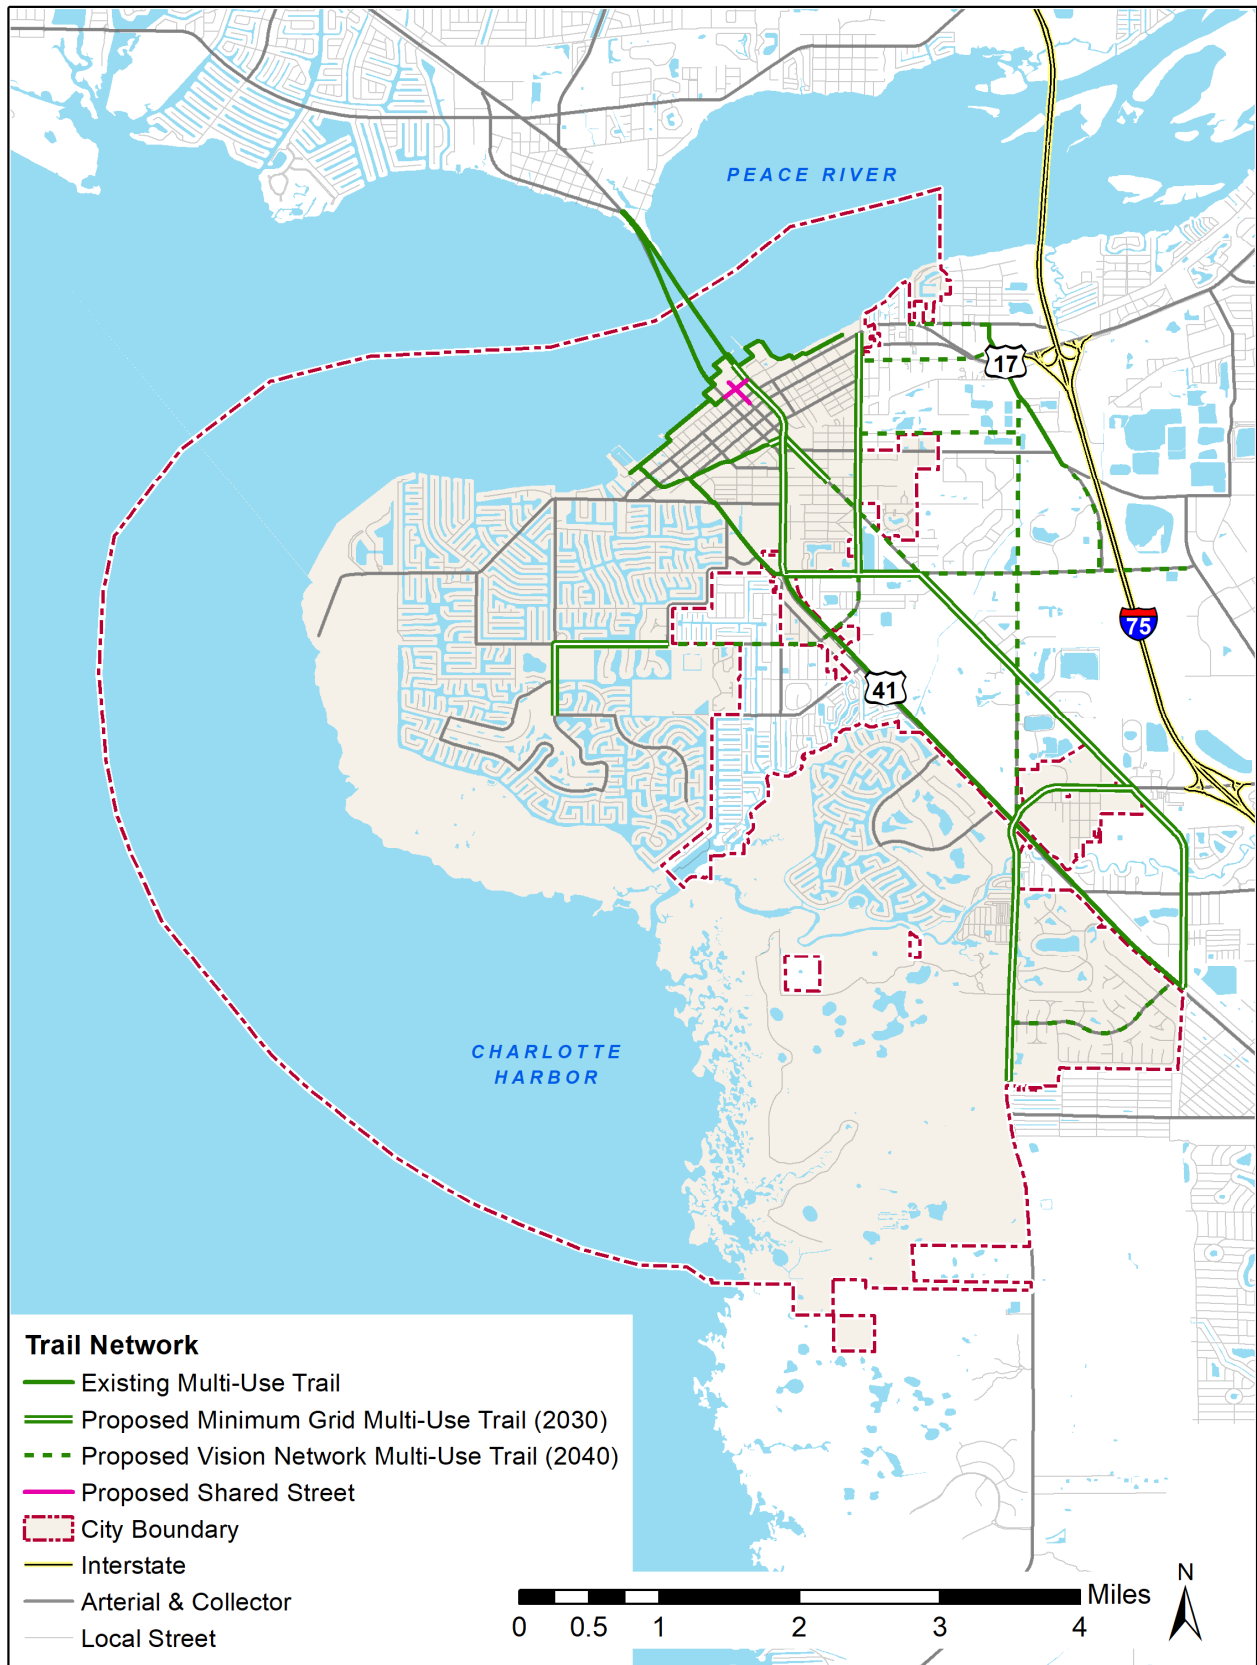 PEACE RIVER
17
75
41
CHARLOTTE
HARBOR
Trail Network
Existing Multi-Use Trail
Proposed Minimum Grid Multi-Use Trail (2030)
Proposed Vision Network Multi-Use Trail (2040)
Proposed Shared Street
City Boundary
Interstate
Arterial & Collector
Local Street
N
Miles
0 0.5 1 2 3 4